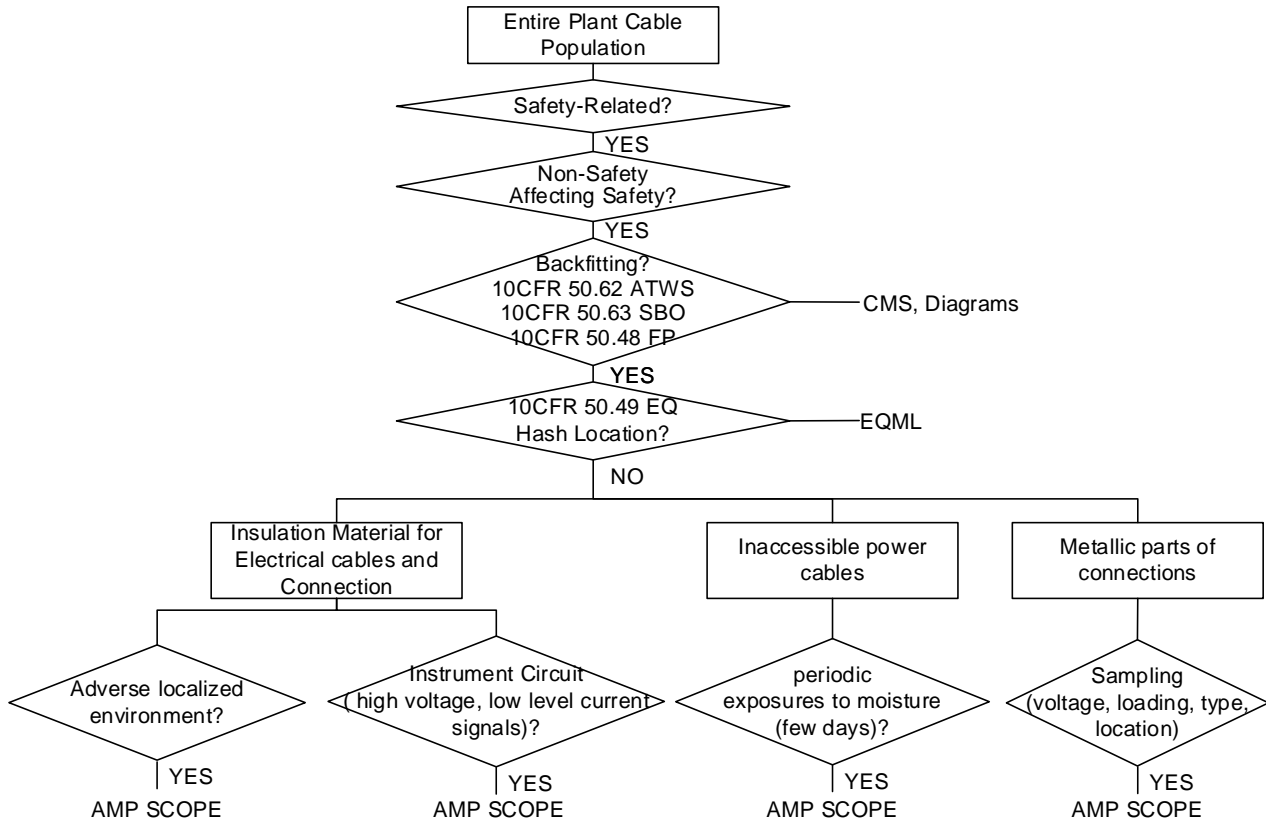 Entire Plant Cable
Population
Safety-Related?
YES
Non-Safety
Affecting Safety?
YES
Backfitting?
10CFR 50.62 ATWS
10CFR 50.63 SBO
10CFR 50.48 FP
CMS, Diagrams
YES
10CFR 50.49 EQ
Hash Location?
EQML
NO
Insulation Material for
Electrical cables and
Connection
Inaccessible power
cables
Metallic parts of
connections
Adverse localized
environment?
Instrument Circuit
( high voltage, low level current
signals)?
periodic
exposures to moisture
(few days)?
Sampling
(voltage, loading, type,
location)
YES
YES
YES
YES
AMP SCOPE
AMP SCOPE
AMP SCOPE
AMP SCOPE